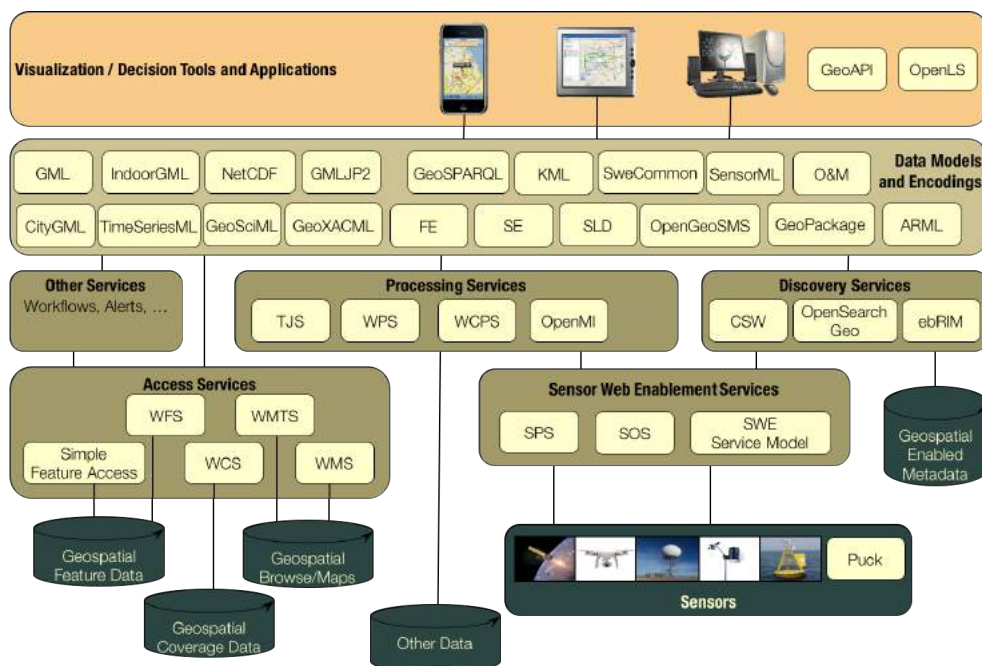 Visualization / Decision Tools and Applications
GeoAPI
OpenLS
GML
IndoorGML
NetCDF
GMLJP2
GeoSPARQL
KML
SweCommon
SensorML
O&M
Data Models
and Encodings
CityGML
TimeSeriesML
GeoSciML
GeoXACML
FE
SE
SLD
OpenGeoSMS
GeoPackage
ARML
Other Services
Workflows, Alerts, ...
Processing Services
TJS
WPS
WCPS
OpenMI
Discovery Services
CSW
OpenSearch
Geo
ebRIM
Access Services
WFS
WMTS
Simple
Feature Access
WCS
WMS
Sensor Web Enablement Services
SPS
SOS
SWE
Service Model
Geospatial
Enabled
Metadata
Geospatial
Feature Data
Geospatial
Browse/Maps
Geospatial
Coverage Data
Other Data
Puck
Sensors